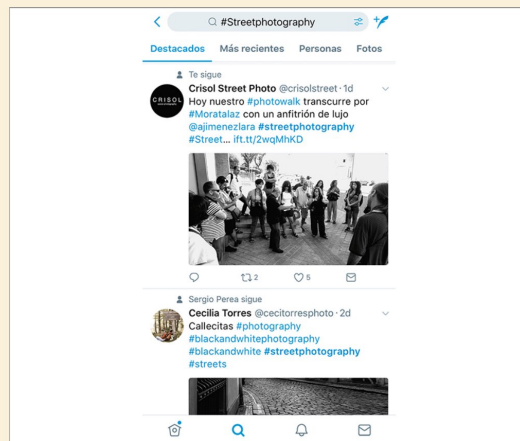 #Streetphotography
Destacados Más recientes Personas Fotos
Te sigue
Crisol Street Photo @crisolstreet · 1d
CRISOL
Hoy nuestro #photowalk transcurre por
#Moratalaz con un anfitrión de lujo
@ajimenezlara #streetphotography
#Street... ift.tt/2wqMhKD
2 5
Sergio Perea sigue
Cecilia Torres @cecitorresphoto · 2d
Callecitas #photography
#blackandwhitephotography
#blackandwhite #streetphotography
#streets